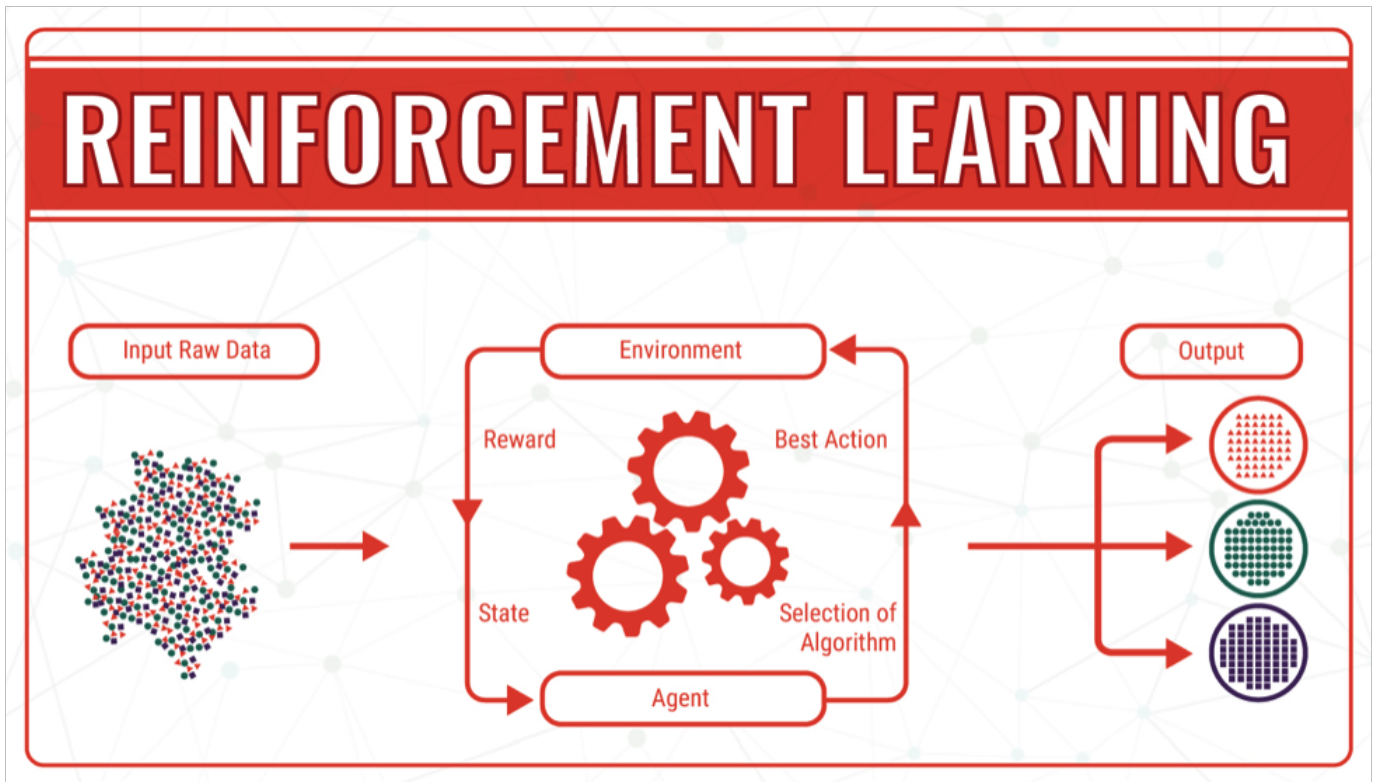 REINFORCEMENT LEARNING
Input Raw Data
Environment
Output
Reward
Best Action
State
Selection of
Algorithm
Agent